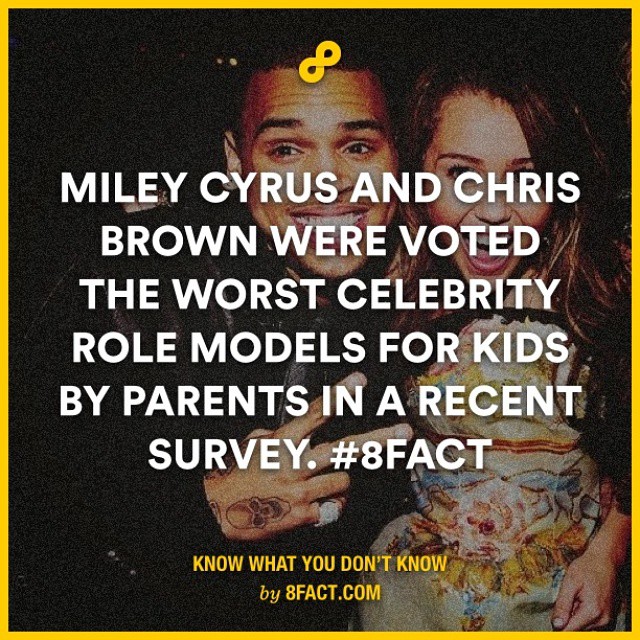 MILEY CYRUS AND CHRIS
BROWN WERE VOTED
THE WORST CELEBRITY
ROLE MODELS FOR KIDS
BY PARENTS IN A RECENT
SURVEY. #8FACT
KNOW WHAT YOU DON'T KNOW
by 8FACT.COM